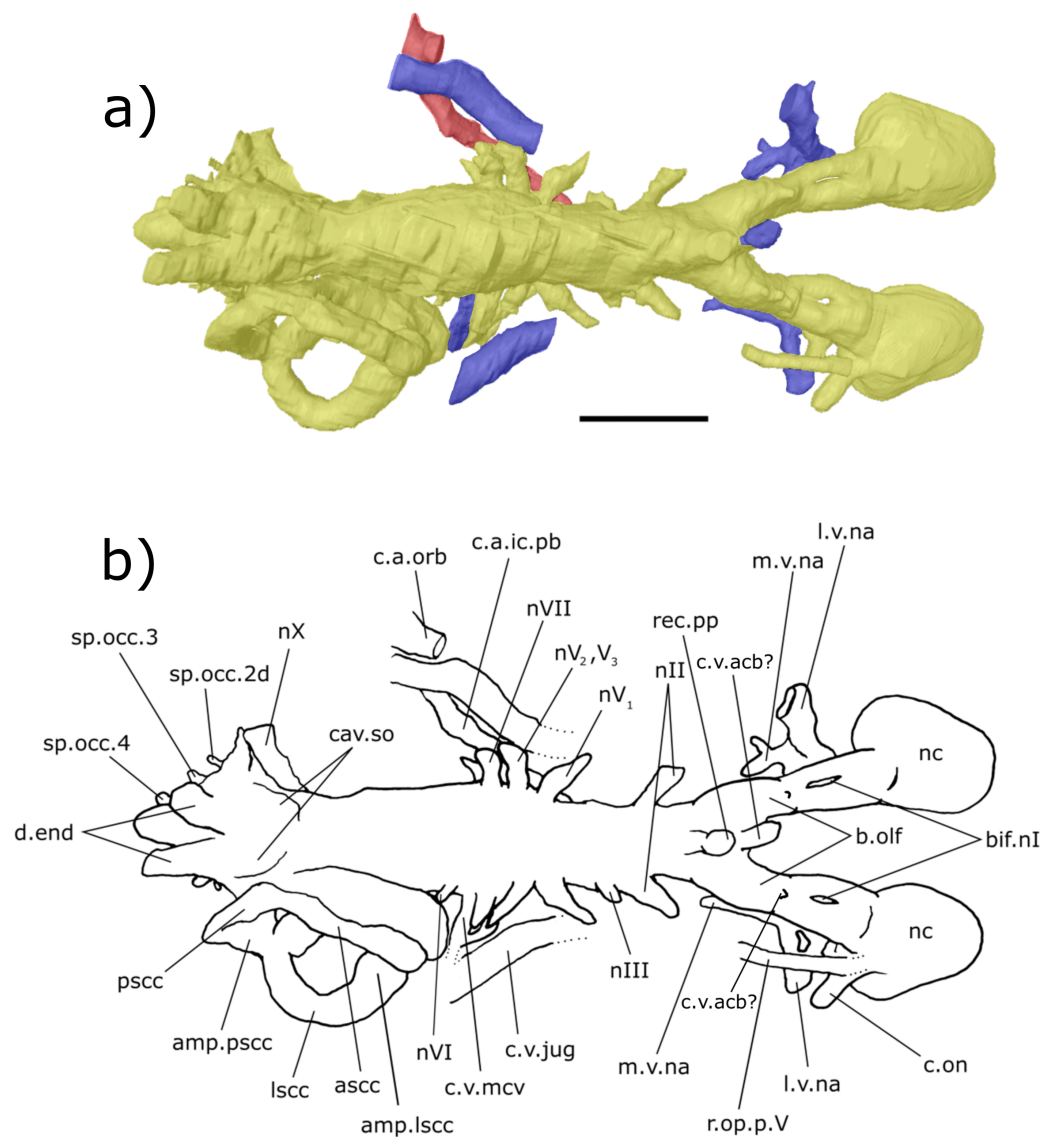 a)
b)
l.v.na
c.a.ic.pb
m.v.na
c.a.orb
nVII
rec.pp
sp.occ.3
nX
nV₂,V₃
c.v.acb?
sp.occ.2d
nII
nV₁
sp.occ.4
cav.so
nc
d.end
b.olf
bif.nI
nc
pscc
nIII
c.v.acb?
amp.pscc
nVI
c.v.jug
m.v.na
c.on
lscc
ascc
c.v.mcv
l.v.na
amp.lscc
r.op.p.V